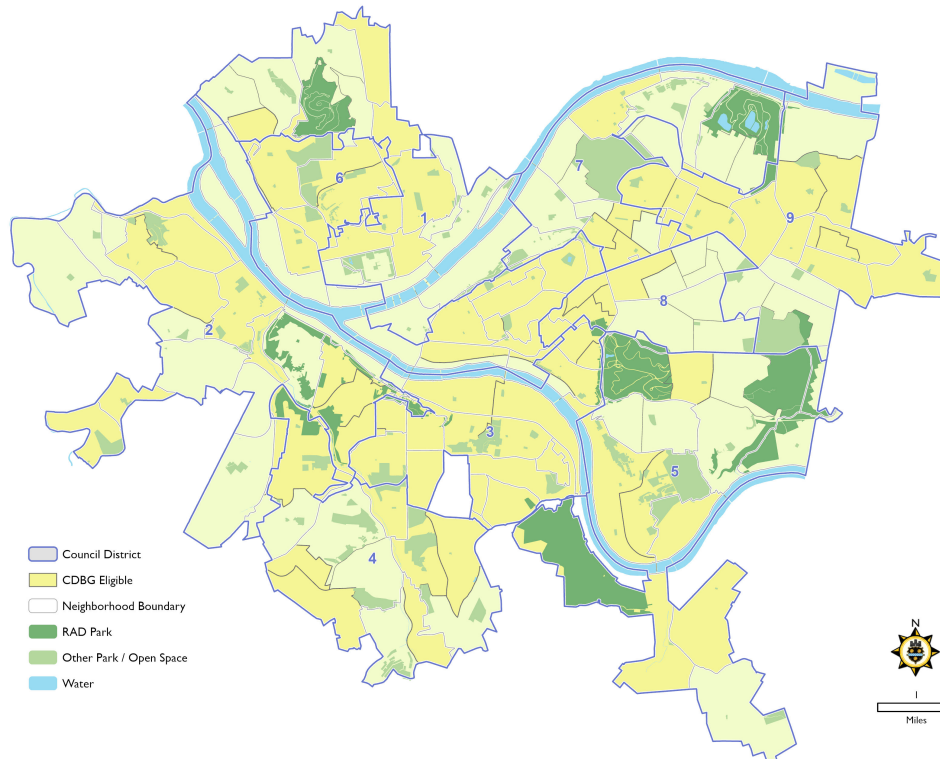 6
1
7
9
2
8
3
5
4
Council District
CDBG Eligible
Neighborhood Boundary
RAD Park
Other Park / Open Space
Water
N
1
Miles